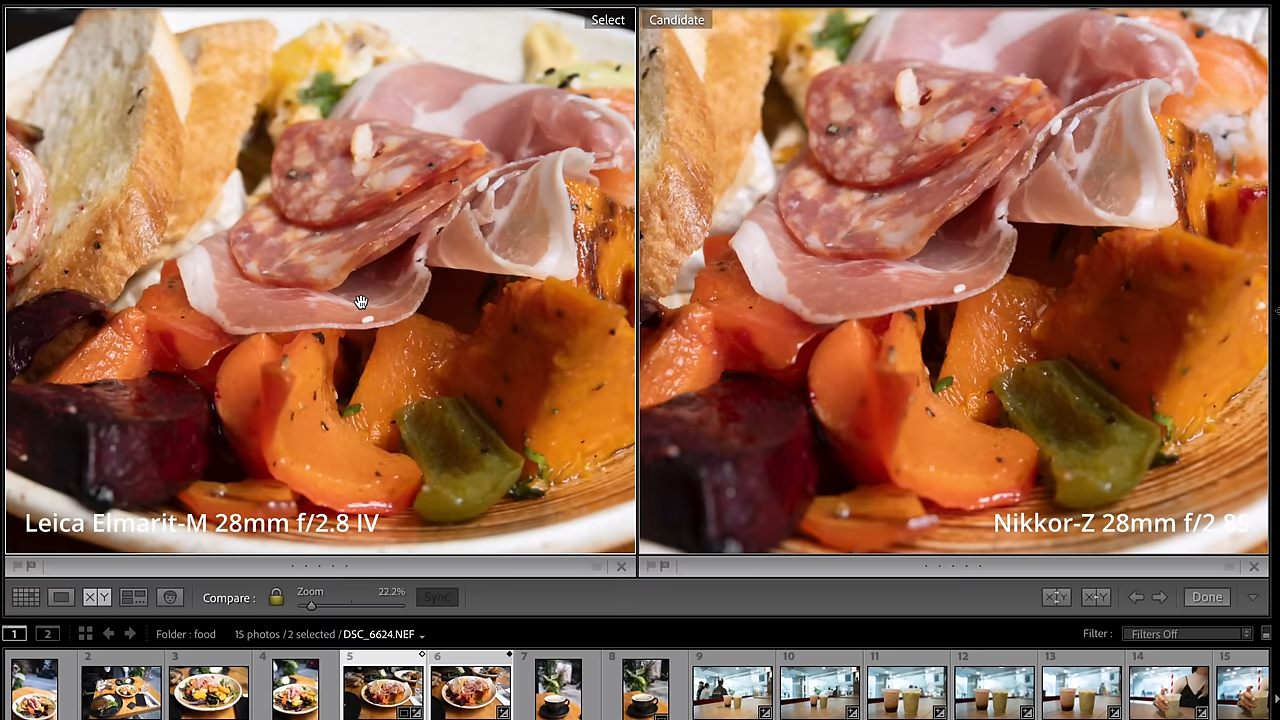 Select
Candidate
Leica Elmarit-M 28mm f/2.8 IV
Nikkor-Z 28mm f/2.8S
X Y
Compare :
Zoom
22.2%
Sync
X Y
X Y
Done
1
2
Folder : food
15 photos / 2 selected / DSC_6624.NEF
Filter :
Filters Off
2
3
4
5
6
7
8
9
10
11
12
13
14
15